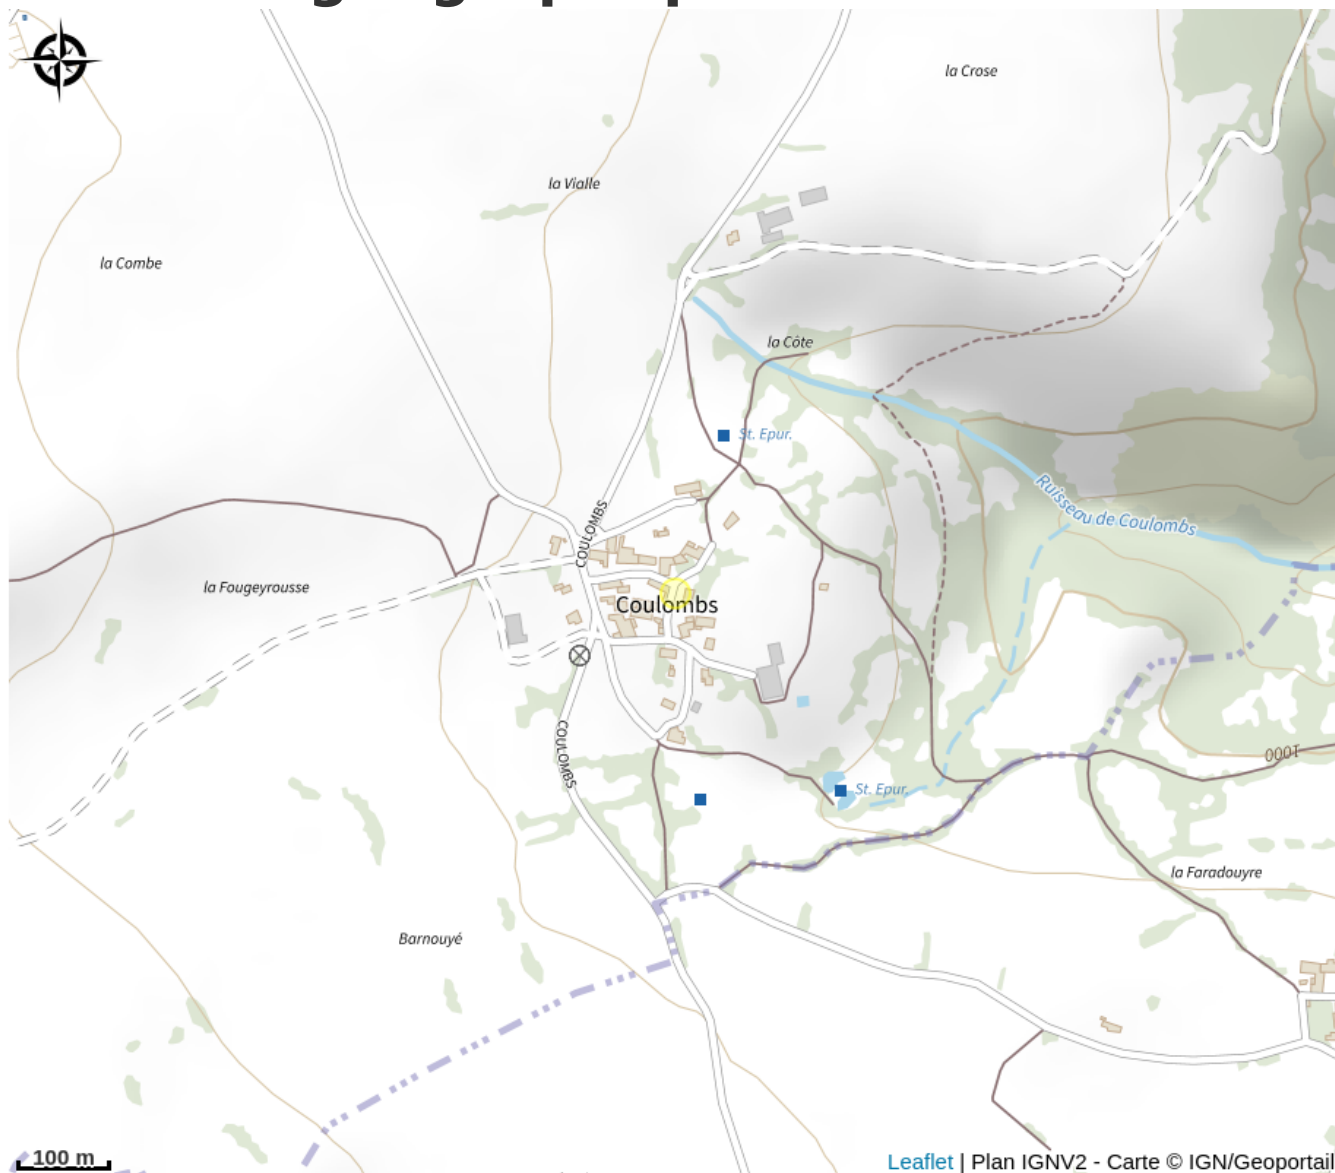 la Crose
la Vialle
la Combe
la Côte
St. Epur.
Ruisseau de Coulombs
COULOMBS
la Fougeyrousse
Coulombs
COULOMBS
1000
St. Epur.
la Faradouyre
Barnouyé
100 m
Leaflet | Plan IGNV2 - Carte © IGN/Geoportail